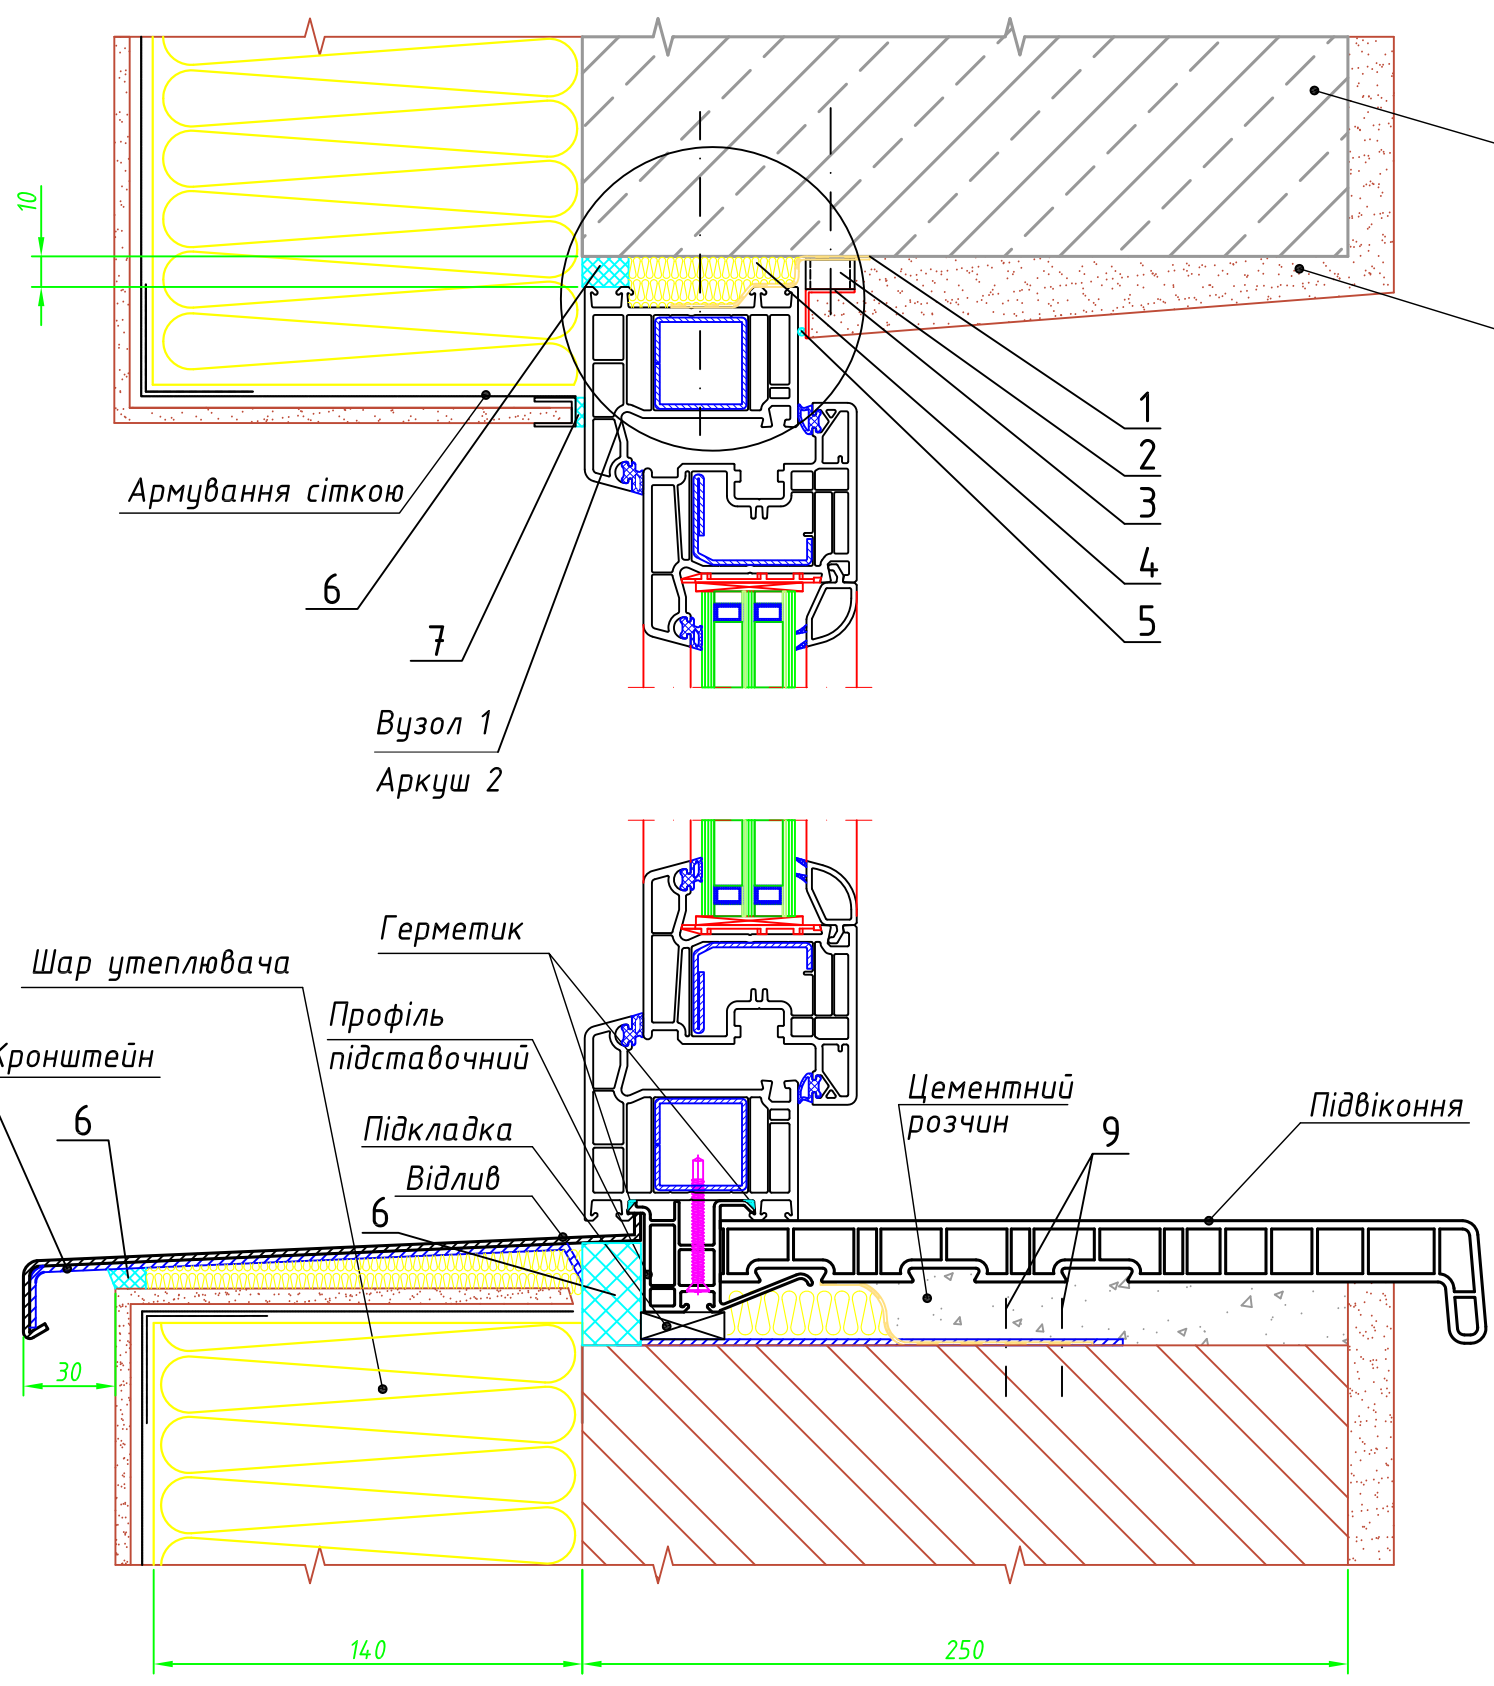 10
1
2
3
4
5
Армування сіткою
6
7
Вузол 1
Аркуш 2
Герметик
Шар утеплювача
Профіль
підставочний
Кронштейн
6
Підкладка
Відлив
6
Цементний
розчин
9
Підвіконня
30
140
250